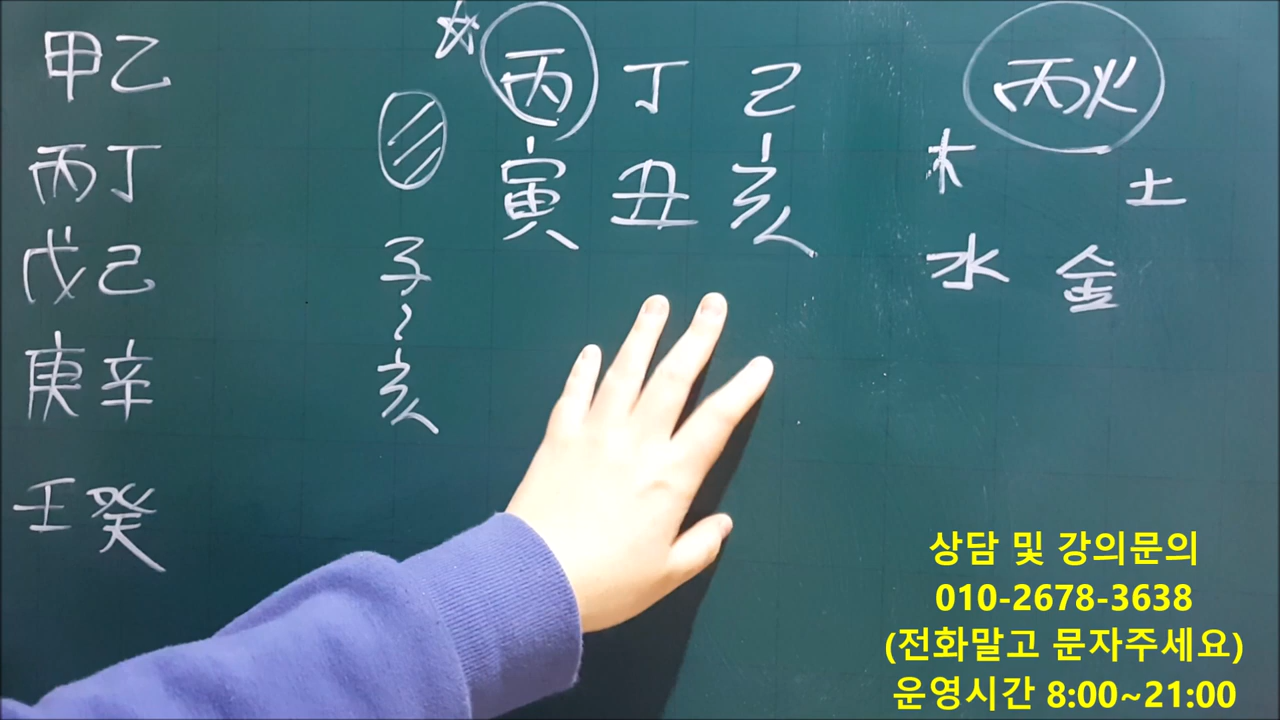 甲乙
丙丁
戊己
庚辛
壬癸
丙丁己
寅丑亥
子
~
亥
丙火
木 土
水 金
상담 및 강의문의
010-2678-3638
(전화말고 문자주세요)
운영시간 8:00~21:00